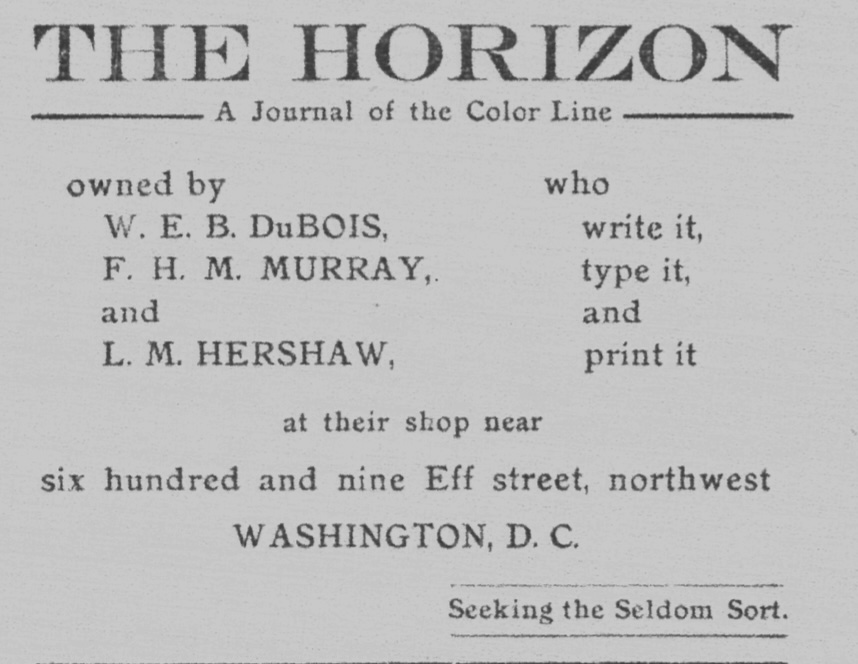 THE HORIZON
A Journal of the Color Line
owned by who
W. E. B. DuBOIS, write it,
F. H. M. MURRAY, type it,
and and
L. M. HERSHAW, print it
at their shop near
six hundred and nine Eff street, northwest
WASHINGTON, D. C.
Seeking the Seldom Sort.